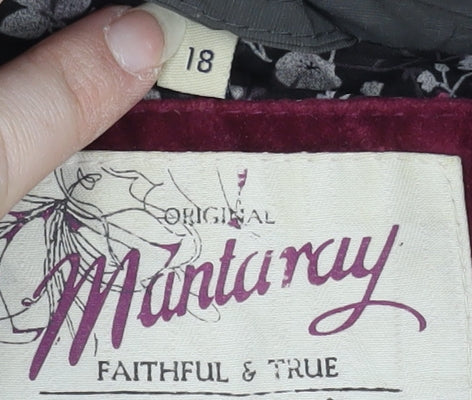 18
ORIGINAL
Mantaray
FAITHFUL & TRUE